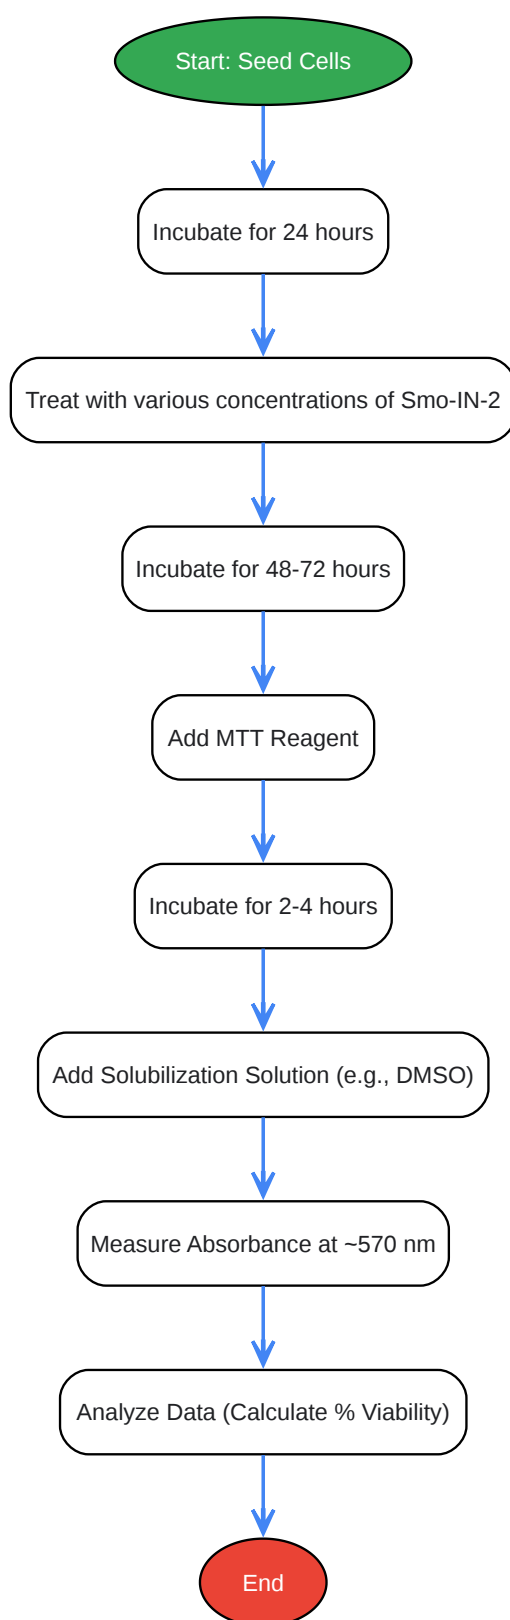 Start: Seed Cells
Incubate for 24 hours
Treat with various concentrations of Smo-IN-2
Incubate for 48-72 hours
Add MTT Reagent
Incubate for 2-4 hours
Add Solubilization Solution (e.g., DMSO)
Measure Absorbance at ~570 nm
Analyze Data (Calculate % Viability)
End